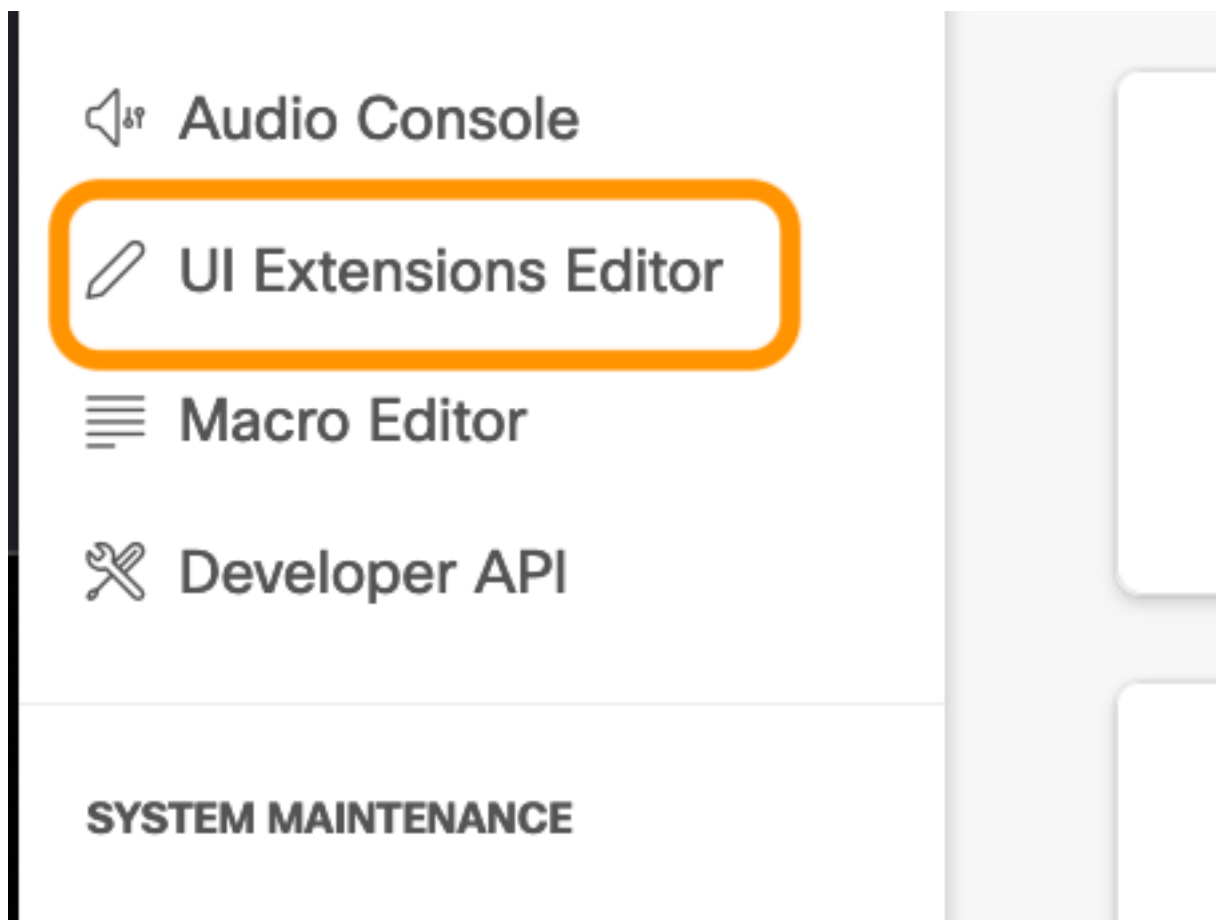 Audio Console
UI Extensions Editor
Macro Editor
Developer API
SYSTEM MAINTENANCE